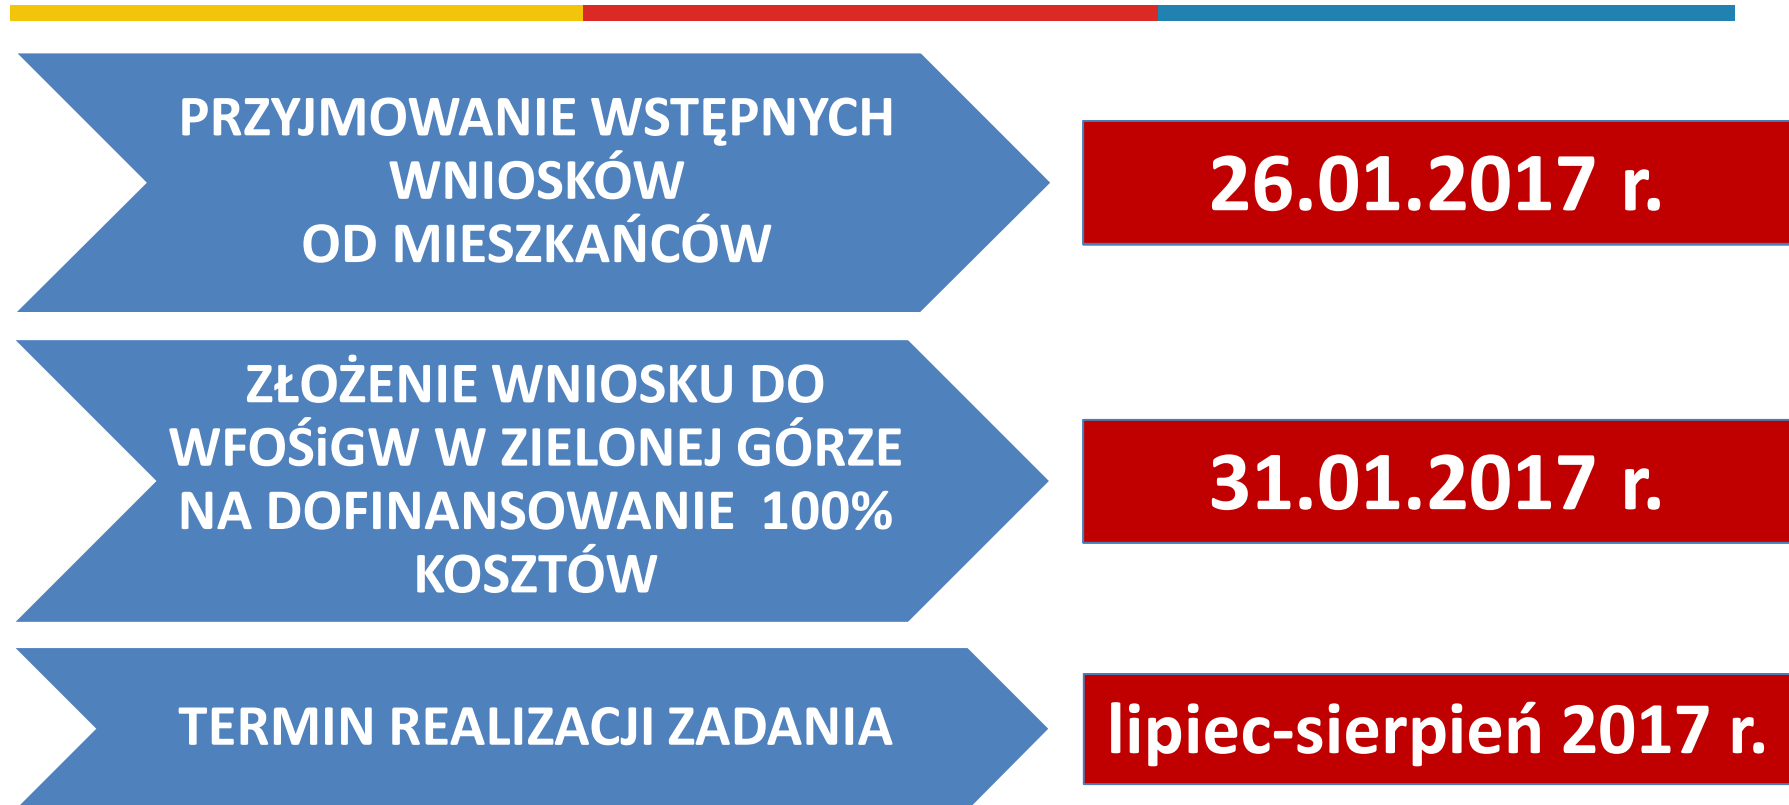 PRZYJMOWANIE WSTĘPNYCH
WNIOSKÓW
OD MIESZKAŃCÓW
26.01.2017 r.
ZŁOŻENIE WNIOSKU DO
WFOŚiGW W ZIELONEJ GÓRZE
NA DOFINANSOWANIE 100%
KOSZTÓW
31.01.2017 r.
TERMIN REALIZACJI ZADANIA
lipiec-sierpień 2017 r.